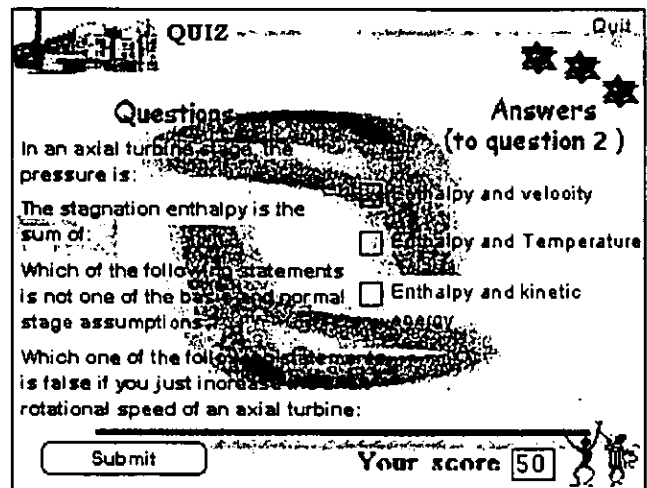 QUIZ
Quit
Questions
In an axial turbine stage, the
pressure is:
The stagnation enthalpy is the
sum of:
Which of the following statements
is not one of the basic and normal
stage assumptions
Which one of the following statements
is false if you just increase the
rotational speed of an axial turbine:
Answers
(to question 2 )
Enthalpy and velocity
Enthalpy and Temperature
Enthalpy and kinetic
energy
Submit
Your score 50